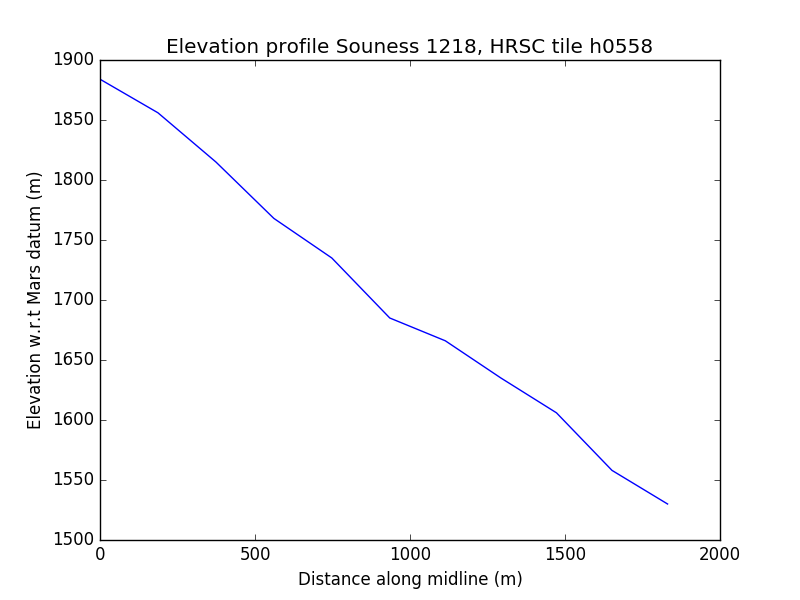 Elevation profile Souness 1218, HRSC tile h0558
1900
1850
1800
1750
1700
1650
1600
1550
1500
Elevation w.r.t Mars datum (m)
0 500 1000 1500 2000
Distance along midline (m)